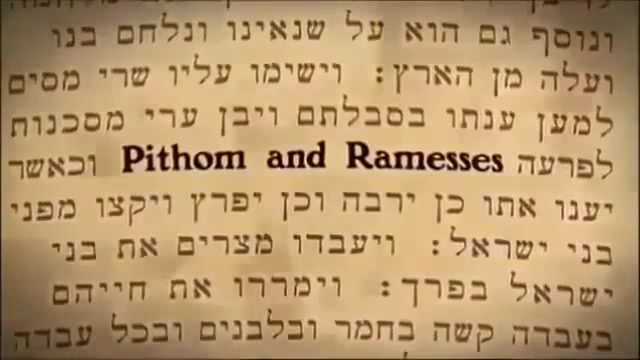 ונוסף גם הוא על שנאינו ונלחם בנו
ועלה מן הארץ: וישימו עליו שרי מסים
למען ענתו בסבלתם ויבן ערי מסכנות
לפרעה Pithom and Ramesses וכאשר
יענו אתו כן ירבה וכן יפרץ ויקצו מפני
בני ישראל: ויעבדו מצרים את בני
ישראל בפרך: וימררו את חייהם
בעבדה קשה בחמר ובלבנים ובכל עבדה